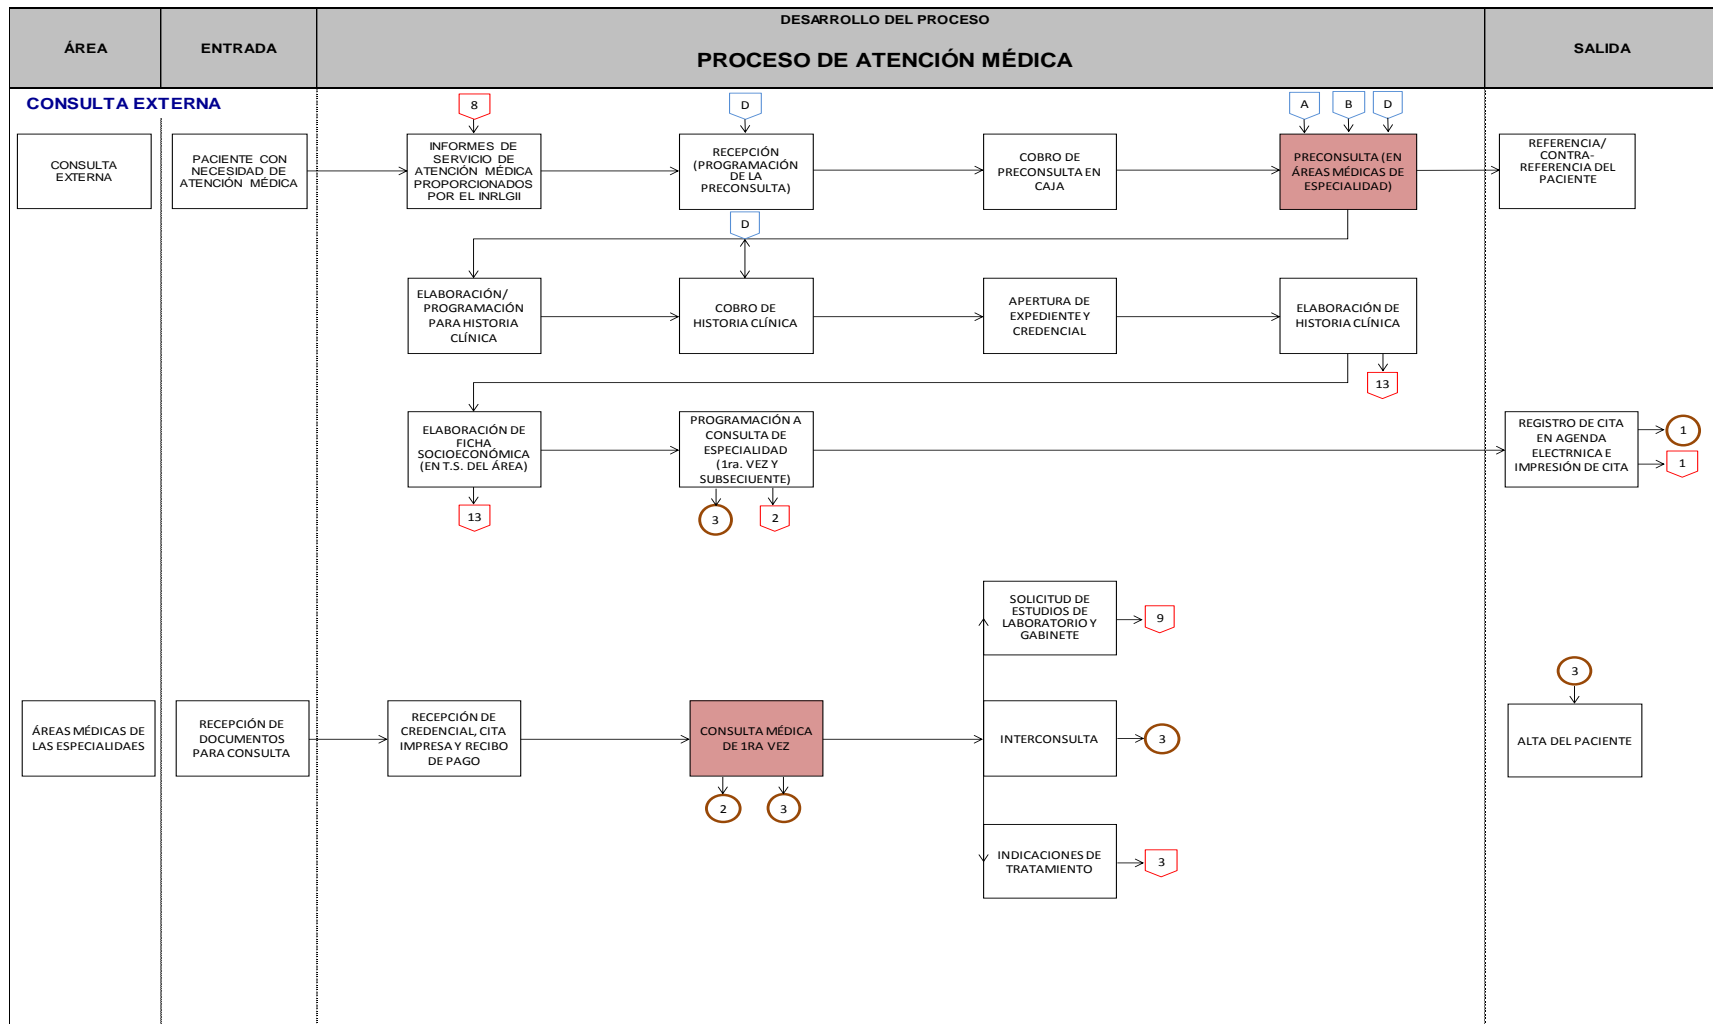 DESARROLLO DEL PROCESO
ÁREA
ENTRADA
PROCESO DE ATENCIÓN MÉDICA
SALIDA
CONSULTA EXTERNA
8
D
A
B
D
CONSULTA
EXTERNA
PACIENTE CON
NECESIDAD DE
ATENCIÓN MÉDICA
INFORMES DE
SERVICIO DE
ATENCIÓN MÉDICA
PROPORCIONADOS
POR EL INRLGII
RECEPCIÓN
(PROGRAMACIÓN
DE LA
PRECONSULTA)
COBRO DE
PRECONSULTA EN
CAJA
PRECONSULTA (EN
ÁREAS MÉDICAS DE
ESPECIALIDAD)
REFERENCIA/
CONTRA-
REFERENCIA DEL
PACIENTE
D
ELABORACIÓN/
PROGRAMACIÓN
PARA HISTORIA
CLÍNICA
COBRO DE
HISTORIA CLÍNICA
APERTURA DE
EXPEDIENTE Y
CREDENCIAL
ELABORACIÓN DE
HISTORIA CLÍNICA
13
ELABORACIÓN DE
FICHA
SOCIOECONÓMICA
(EN T.S. DEL ÁREA)
PROGRAMACIÓN A
CONSULTA DE
ESPECIALIDAD
(1ra. VEZ Y
SUBSECIUENTE)
REGISTRO DE CITA
EN AGENDA
ELECTRNICA E
IMPRESIÓN DE CITA
1
1
13
3
2
SOLICITUD DE
ESTUDIOS DE
LABORATORIO Y
GABINETE
9
3
ÁREAS MÉDICAS DE
LAS ESPECIALIDAES
RECEPCIÓN DE
DOCUMENTOS
PARA CONSULTA
RECEPCIÓN DE
CREDENCIAL, CITA
IMPRESA Y RECIBO
DE PAGO
CONSULTA MÉDICA
DE 1RA VEZ
INTERCONSULTA
3
ALTA DEL PACIENTE
2
3
INDICACIONES DE
TRATAMIENTO
3